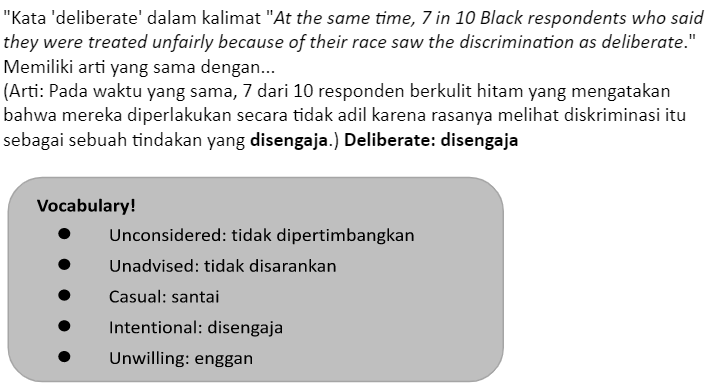 "Kata 'deliberate' dalam kalimat "At the same time, 7 in 10 Black respondents who said
they were treated unfairly because of their race saw the discrimination as deliberate."
Memiliki arti yang sama dengan...
(Arti: Pada waktu yang sama, 7 dari 10 responden berkulit hitam yang mengatakan
bahwa mereka diperlakukan secara tidak adil karena rasanya melihat diskriminasi itu
sebagai sebuah tindakan yang disengaja.) Deliberate: disengaja
Vocabulary!
● Unconsidered: tidak dipertimbangkan
● Unadvised: tidak disarankan
● Casual: santai
● Intentional: disengaja
● Unwilling: enggan